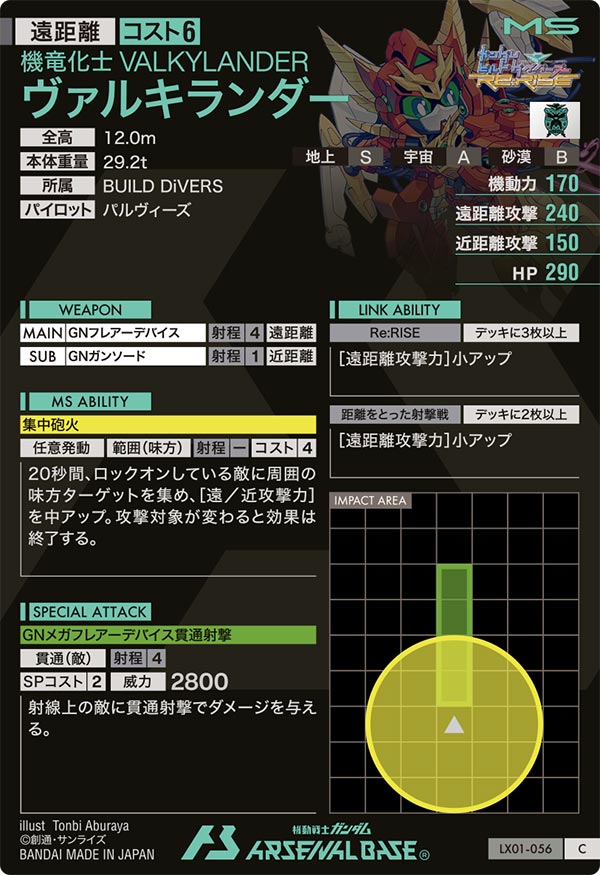 遠距離 コスト6 MS
機竜化士 VALKYLANDER
ヴァルキランダー
Re:RISE
全高 12.0m
本体重量 29.2t
所属 BUILD DiVERS
パイロット パルヴィーズ
地上 S 宇宙 A 砂漠 B
機動力 170
遠距離攻撃 240
近距離攻撃 150
HP 290
WEAPON
MAIN GNフレアーデバイス 射程 4 遠距離
SUB GNガンソード 射程 1 近距離
MS ABILITY
集中砲火
任意発動 範囲(味方) 射程 ー コスト 4
20秒間、ロックオンしている敵に周囲の
味方ターゲットを集め、[遠/近攻撃力]
を中アップ。攻撃対象が変わると効果は
終了する。
SPECIAL ATTACK
GNメガフレアーデバイス貫通射撃
貫通(敵) 射程 4
SPコスト 2 威力 2800
射線上の敵に貫通射撃でダメージを与え
る。
LINK ABILITY
Re:RISE デッキに3枚以上
[遠距離攻撃力]小アップ
距離をとった射撃戦 デッキに2枚以上
[遠距離攻撃力]小アップ
IMPACT AREA
illust Tonbi Aburaya
©創通・サンライズ
BANDAI MADE IN JAPAN
機動戦士ガンダム
ARSENAL BASE®
LX01-056 C